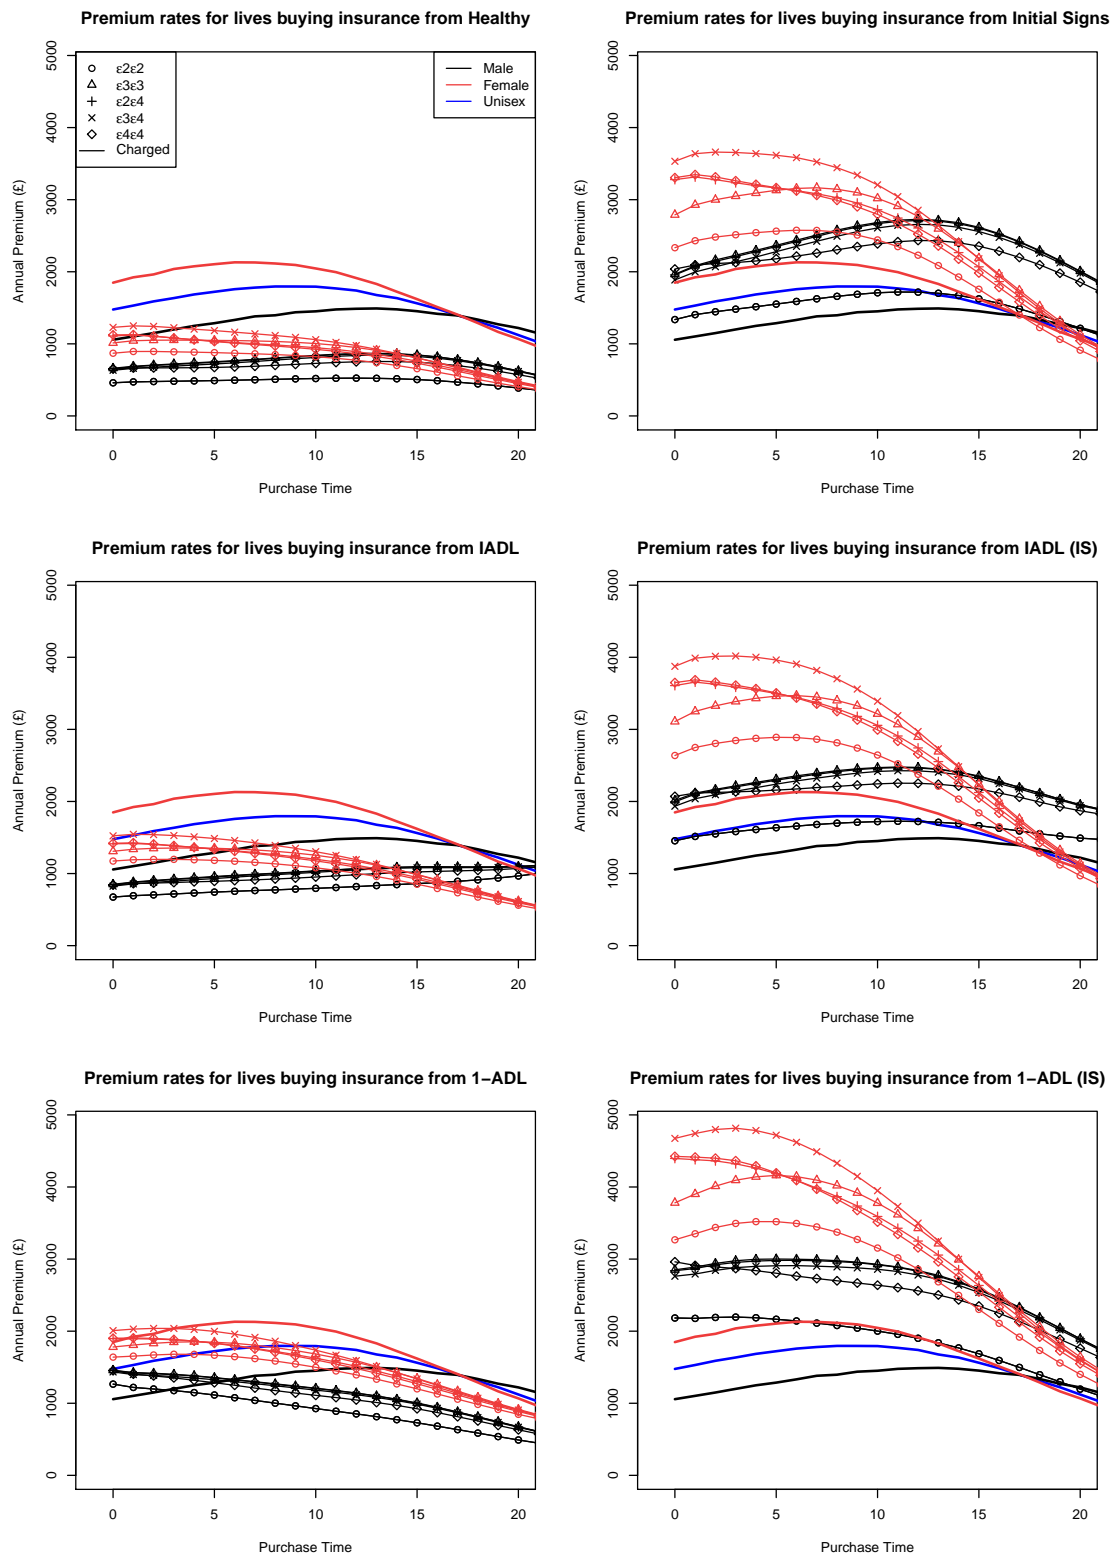 Premium rates for lives buying insurance from Healthy
Annual Premium (£)
5000
4000
3000
2000
1000
0
ε2ε2
ε3ε3
ε2ε4
ε3ε4
ε4ε4
Charged
Male
Female
Unisex
0 5 10 15 20
Purchase Time
Premium rates for lives buying insurance from Initial Signs
Annual Premium (£)
5000
4000
3000
2000
1000
0
0 5 10 15 20
Purchase Time
Premium rates for lives buying insurance from IADL
Annual Premium (£)
5000
4000
3000
2000
1000
0
0 5 10 15 20
Purchase Time
Premium rates for lives buying insurance from IADL (IS)
Annual Premium (£)
5000
4000
3000
2000
1000
0
0 5 10 15 20
Purchase Time
Premium rates for lives buying insurance from 1−ADL
Annual Premium (£)
5000
4000
3000
2000
1000
0
0 5 10 15 20
Purchase Time
Premium rates for lives buying insurance from 1−ADL (IS)
Annual Premium (£)
5000
4000
3000
2000
1000
0
0 5 10 15 20
Purchase Time